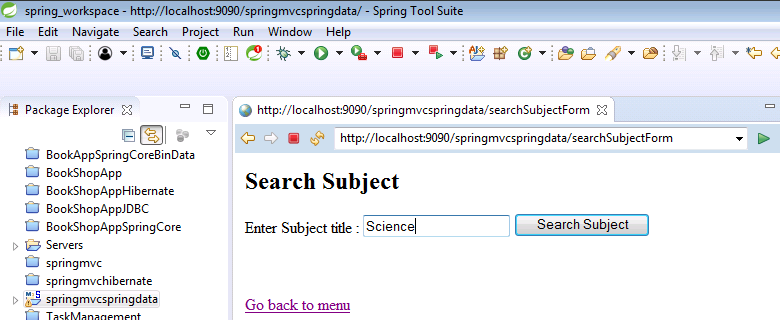 spring_workspace - http://localhost:9090/springmvcspringdata/ - Spring Tool Suite
File Edit Navigate Search Project Run Window Help
Package Explorer
http://localhost:9090/springmvcspringdata/searchSubjectForm
http://localhost:9090/springmvcspringdata/searchSubjectForm
BookAppSpringCoreBinData
BookShopApp
BookShopAppHibernate
BookShopAppJDBC
BookShopAppSpringCore
Servers
springmvc
springmvchibernate
springmvcspringdata
TaskManagement
Search Subject
Enter Subject title : Science Search Subject
Go back to menu